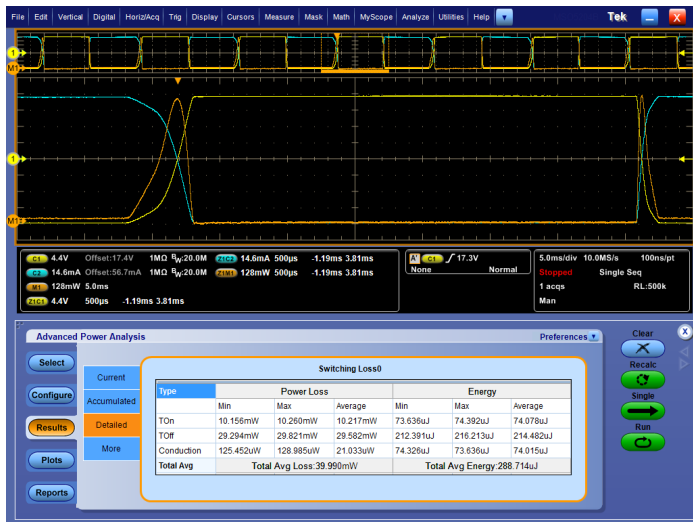 File Edit Vertical Digital Horiz/Acq Trig Display Cursors Measure Mask Math MyScope Analyze Utilities Help Tek X
1
M1
1
M1
C1 4.4V Offset:17.4V 1MΩ BW:20.0M Z1C2 14.6mA 500µs -1.19ms 3.81ms
C2 14.6mA Offset:56.7mA 1MΩ BW:20.0M Z1M1 128mW 500µs -1.19ms 3.81ms
M1 128mW 5.0ms
Z1C1 4.4V 500µs -1.19ms 3.81ms
A' C1 17.3V
None Normal
5.0ms/div 10.0MS/s 100ns/pt
Stopped Single Seq
1 acqs RL:500k
Man
Advanced Power Analysis Preferences
Clear X
Select
Configure
Results
Plots
Reports
Current
Accumulated
Detailed
More
Switching Loss0
Type Power Loss Energy
Min Max Average Min Max Average
TOn 10.156mW 10.260mW 10.217mW 73.636uJ 74.392uJ 74.078uJ
TOff 29.294mW 29.821mW 29.582mW 212.391uJ 216.213uJ 214.482uJ
Conduction 125.452uW 128.985uW 21.033uW 74.326uJ 73.636uJ 74.015uJ
Total Avg Total Avg Loss:39.990mW Total Avg Energy:288.714uJ
Recalc
Single
Run